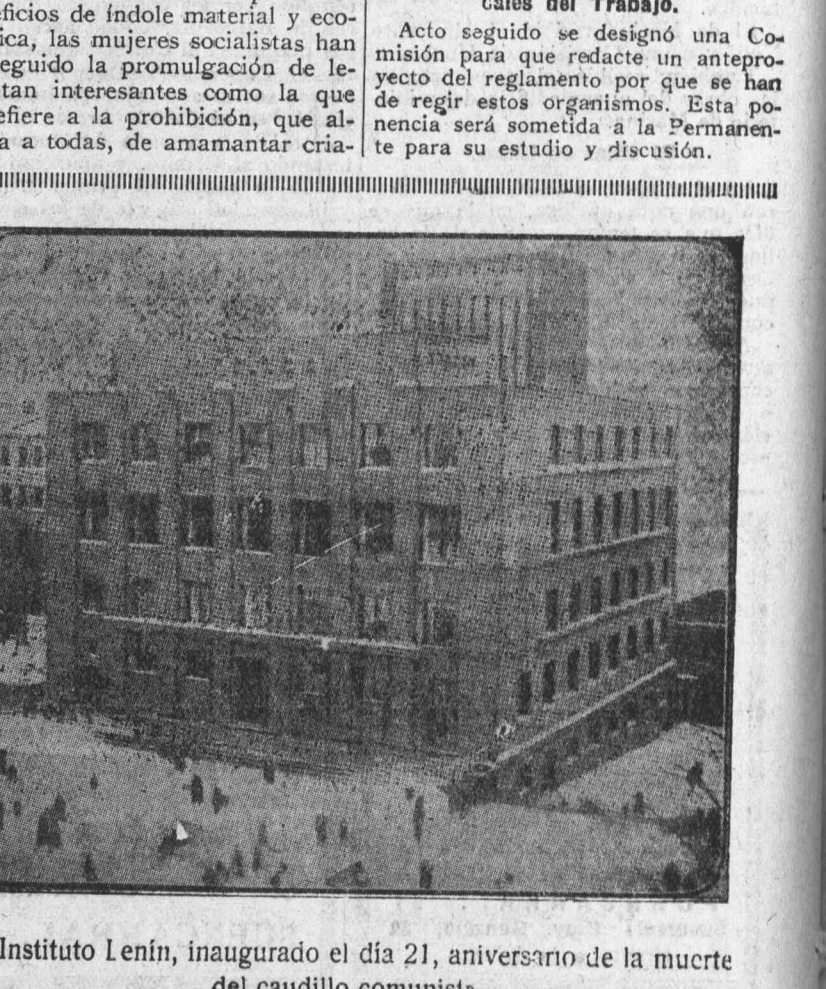 ficios de índole material y eco-
ica, las mujeres socialistas han
eguido la promulgación de le-
tan interesantes como la que
efiere a la prohibición, que al-
a a todas, de amamantar cria-
cales del Trabajo.
Acto seguido se designó una Co-
misión para que redacte un antepro-
yecto del reglamento por que se han
de regir estos organismos. Esta po-
nencia será sometida a la Permanen-
te para su estudio y discusión.
Instituto Lenín, inaugurado el día 21, aniversario de la muerte
del caudillo comunista